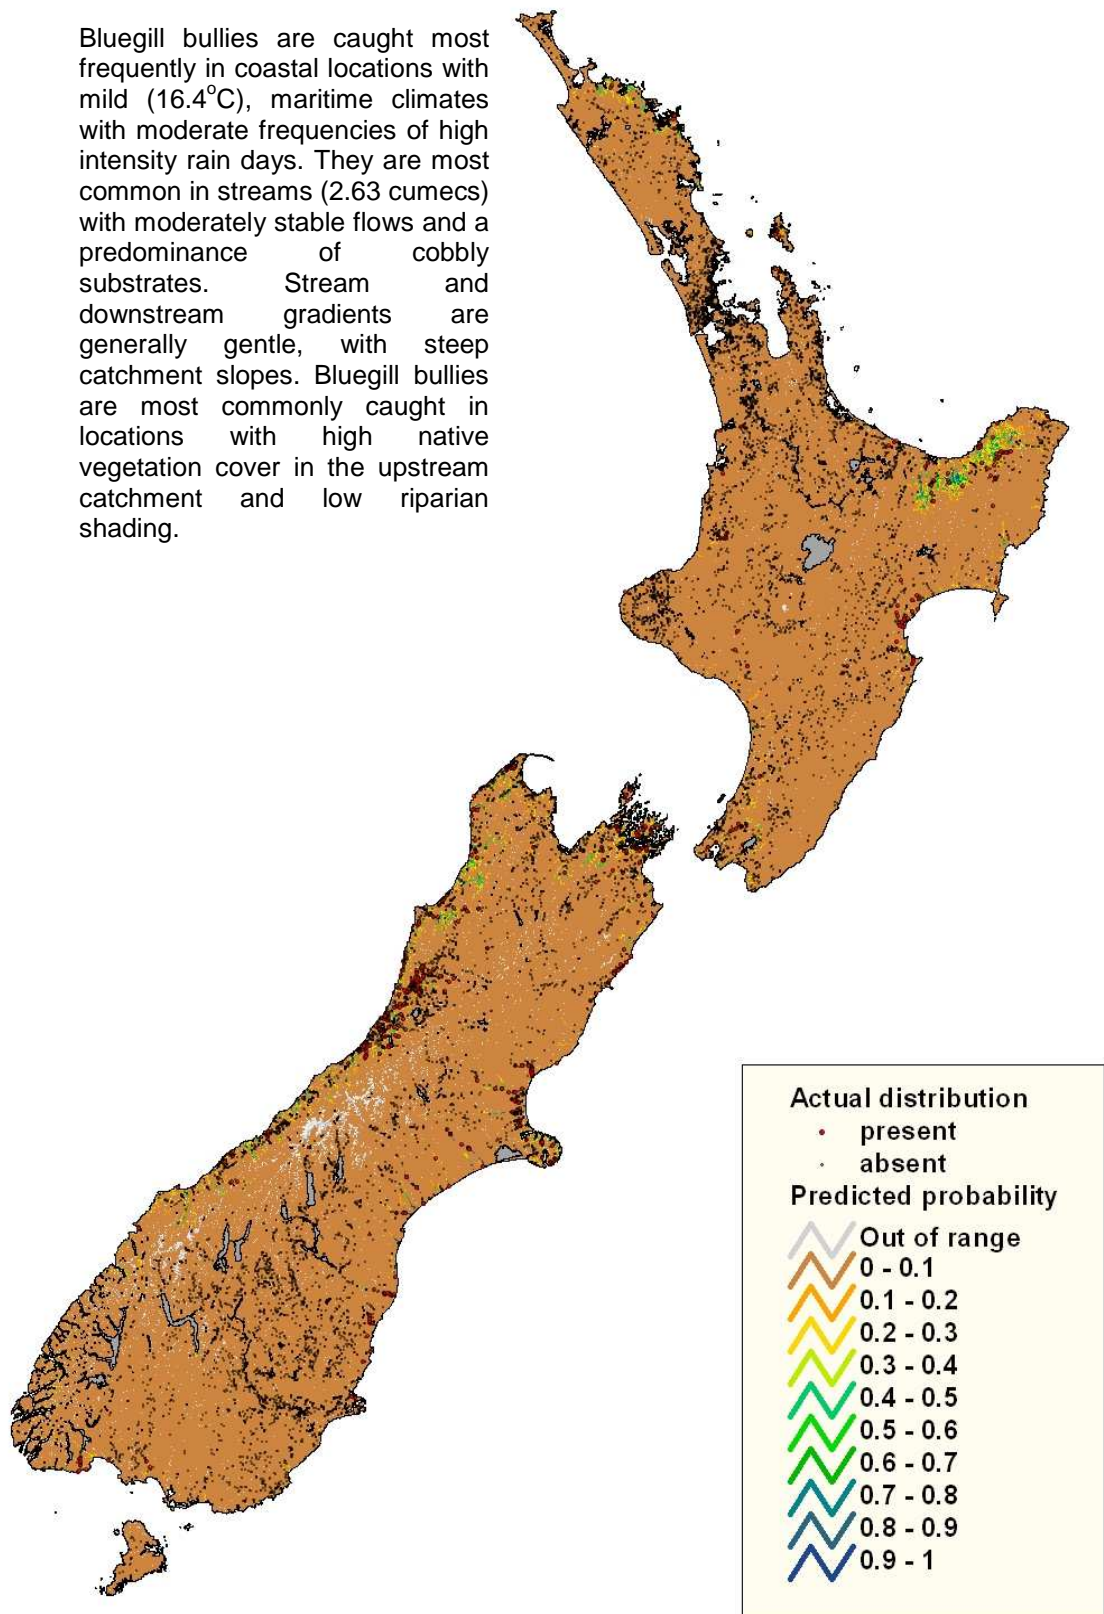 Bluegill bullies are caught most
frequently in coastal locations with
mild (16.4°C), maritime climates
with moderate frequencies of high
intensity rain days. They are most
common in streams (2.63 cumecs)
with moderately stable flows and a
predominance of cobbly
substrates. Stream and
downstream gradients are
generally gentle, with steep
catchment slopes. Bluegill bullies
are most commonly caught in
locations with high native
vegetation cover in the upstream
catchment and low riparian
shading.
Actual distribution
present
absent
Predicted probability
Out of range
0 - 0.1
0.1 - 0.2
0.2 - 0.3
0.3 - 0.4
0.4 - 0.5
0.5 - 0.6
0.6 - 0.7
0.7 - 0.8
0.8 - 0.9
0.9 - 1